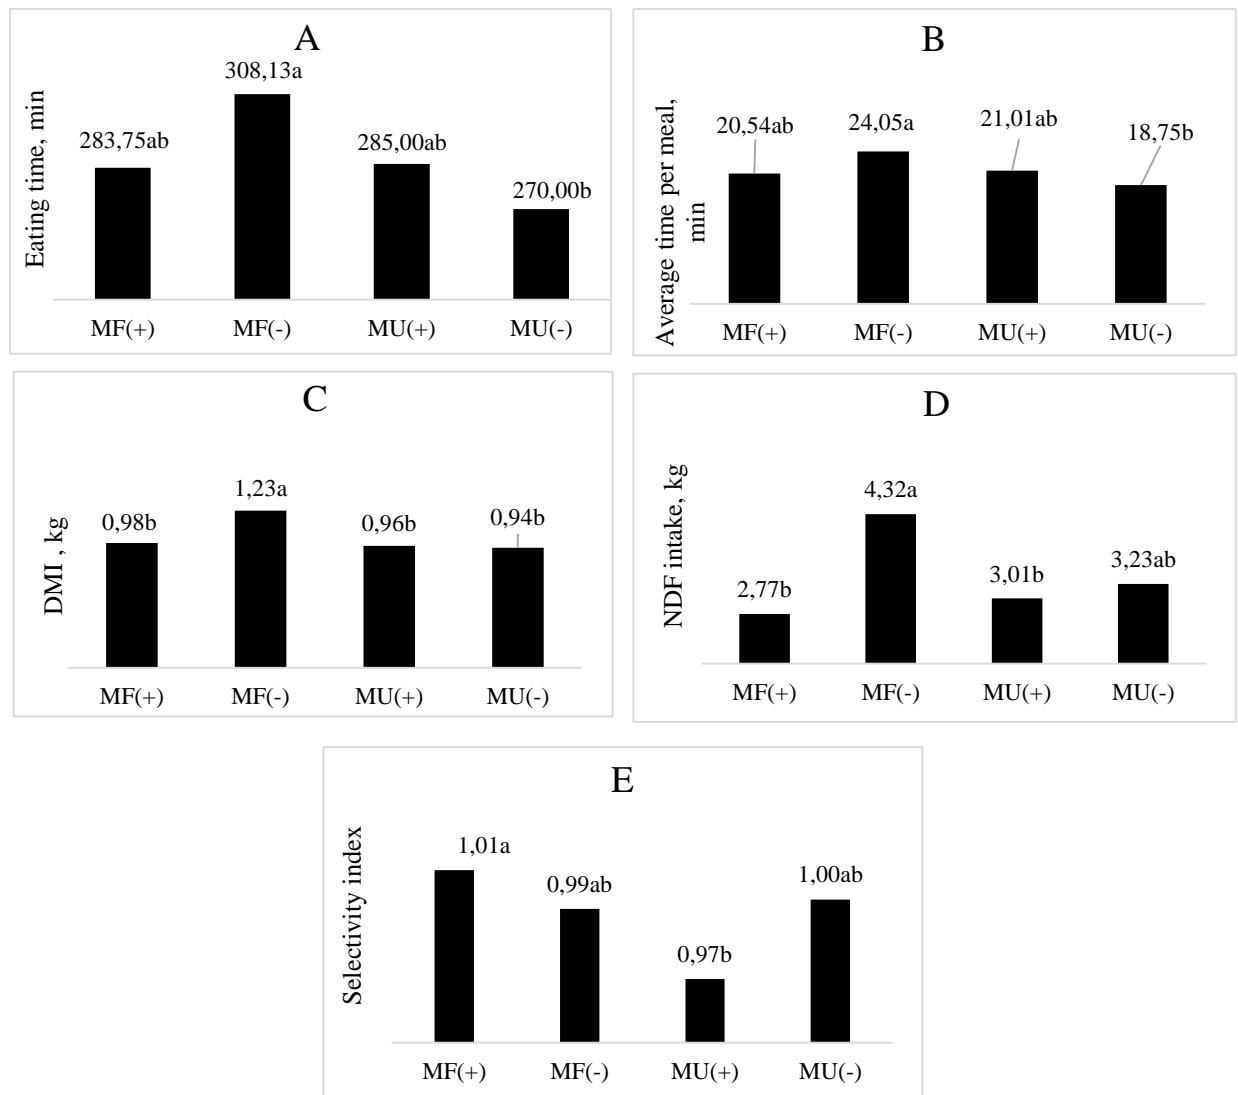 A
Eating time, min
308,13a
283,75ab
285,00ab
270,00b
MF(+) MF(-) MU(+) MU(-)
B
Average time per meal,
min
20,54ab
24,05a
21,01ab
18,75b
MF(+) MF(-) MU(+) MU(-)
C
DMI , kg
0,98b
1,23a
0,96b
0,94b
MF(+) MF(-) MU(+) MU(-)
D
NDF intake, kg
2,77b
4,32a
3,01b
3,23ab
MF(+) MF(-) MU(+) MU(-)
E
Selectivity index
1,01a
0,99ab
0,97b
1,00ab
MF(+) MF(-) MU(+) MU(-)